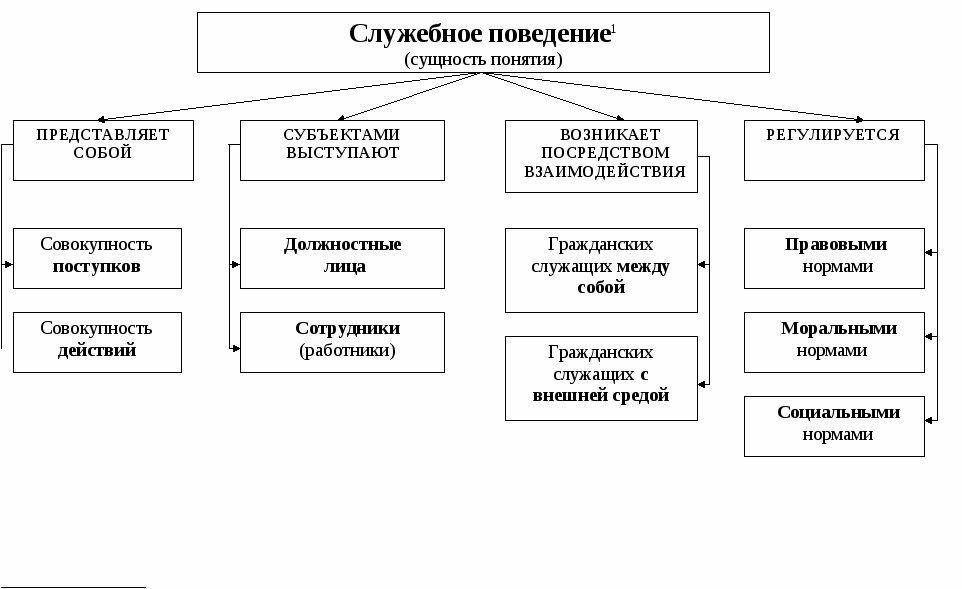 Служебное поведение1
(сущность понятия)
ПРЕДСТАВЛЯЕТ
СОБОЙ
СУБЪЕКТАМИ
ВЫСТУПАЮТ
ВОЗНИКАЕТ
ПОСРЕДСТВОМ
ВЗАИМОДЕЙСТВИЯ
РЕГУЛИРУЕТСЯ
Совокупность
поступков
Совокупность
действий
Должностные
лица
Сотрудники
(работники)
Гражданских
служащих между
собой
Гражданских
служащих с
внешней средой
Правовыми
нормами
Моральными
нормами
Социальными
нормами